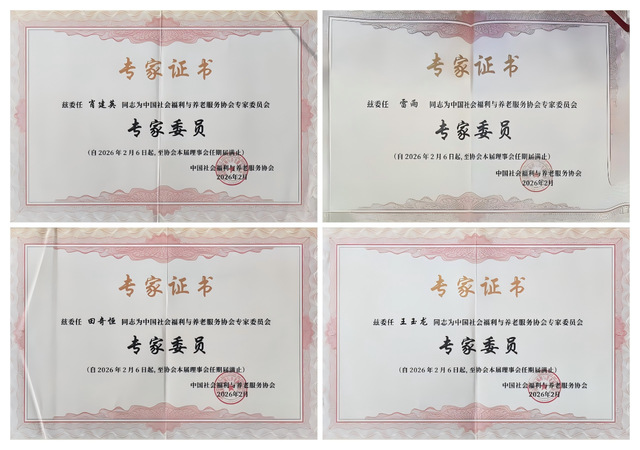 专家证书
兹委任 肖建英 同志为中国社会福利与养老服务协会专家委员会
专家委员
(自2026年2月6日起,至协会本届理事会任期届满止)
中国社会福利与养老服务协会
2026年2月
专家证书
兹委任 雷雨 同志为中国社会福利与养老服务协会专家委员会
专家委员
(自2026年2月6日起,至协会本届理事会任期届满止)
中国社会福利与养老服务协会
2026年2月
专家证书
兹委任 田奇恒 同志为中国社会福利与养老服务协会专家委员会
专家委员
(自2026年2月6日起,至协会本届理事会任期届满止)
中国社会福利与养老服务协会
2026年2月
专家证书
兹委任 王玉龙 同志为中国社会福利与养老服务协会专家委员会
专家委员
(自2026年2月6日起,至协会本届理事会任期届满止)
中国社会福利与养老服务协会
2026年2月